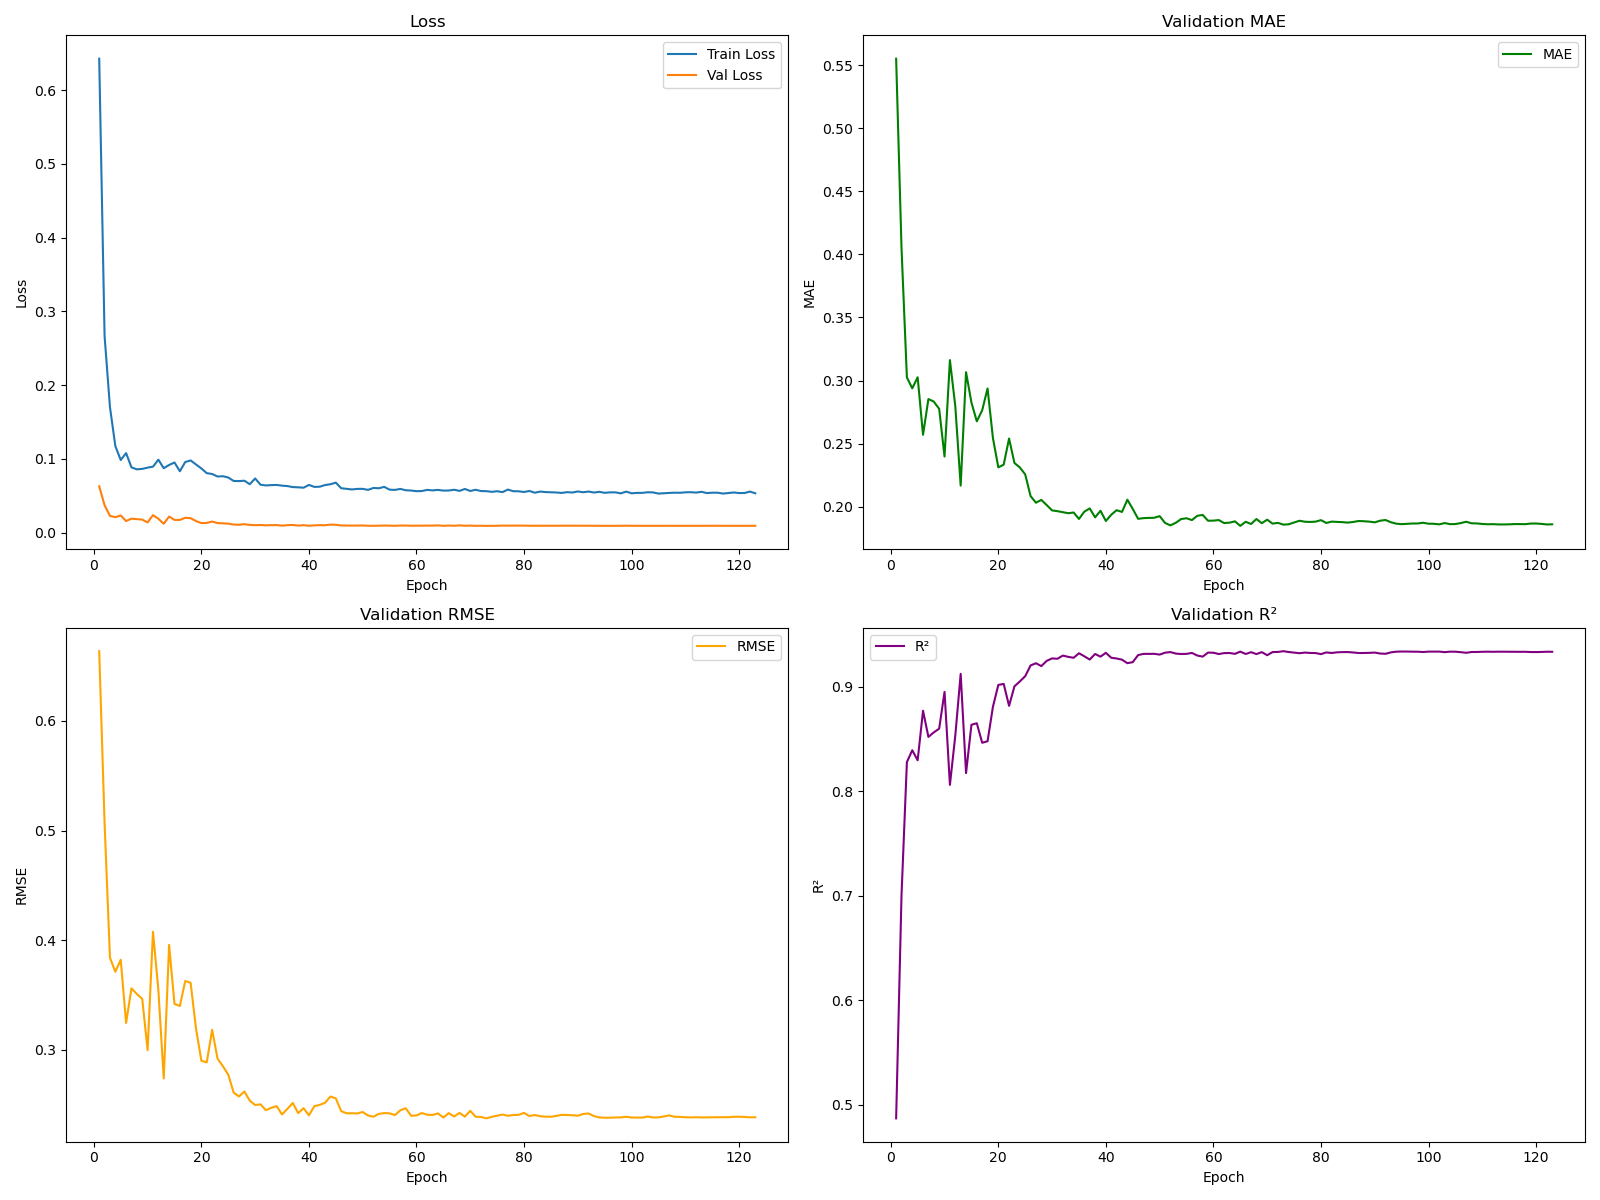 Loss
Train Loss
Val Loss
0.6
0.5
0.4
0.3
0.2
0.1
0.0
Loss
0 20 40 60 80 100 120
Epoch
Validation MAE
MAE
0.55
0.50
0.45
0.40
0.35
0.30
0.25
0.20
MAE
0 20 40 60 80 100 120
Epoch
Validation RMSE
RMSE
0.6
0.5
0.4
0.3
RMSE
0 20 40 60 80 100 120
Epoch
Validation R²
R²
0.9
0.8
0.7
0.6
0.5
R²
0 20 40 60 80 100 120
Epoch